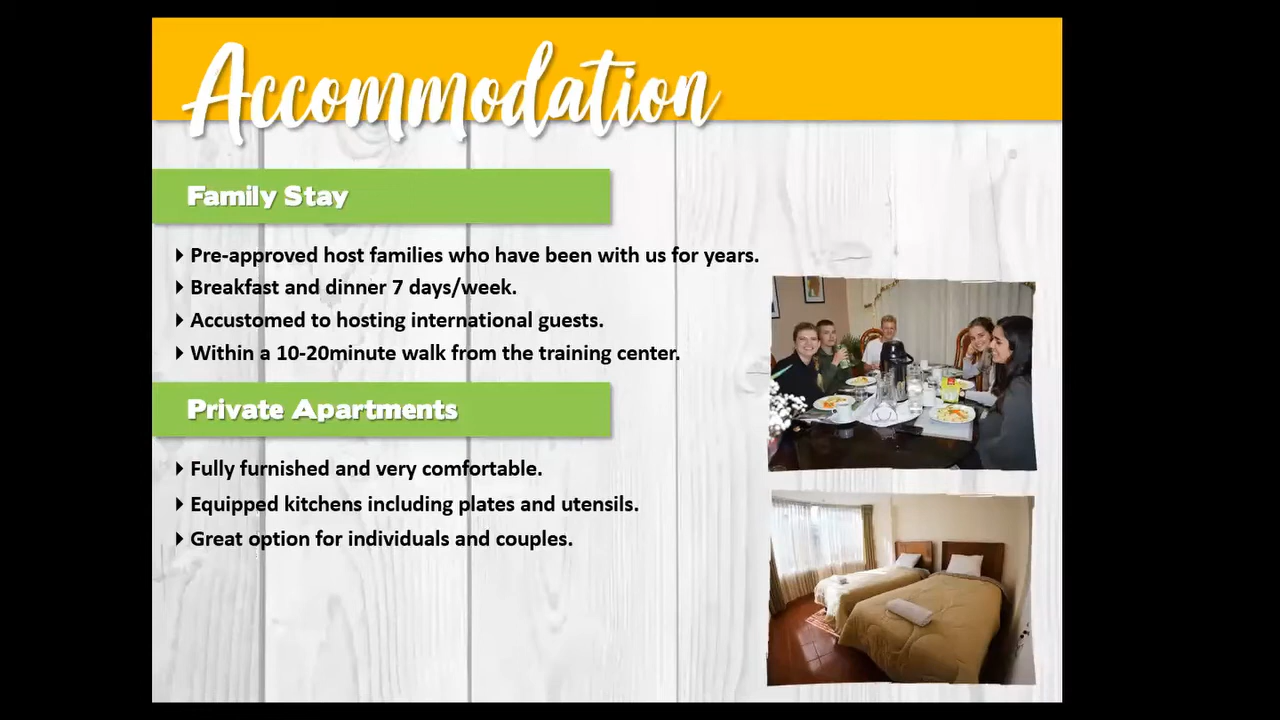 Accommodation
Family Stay
Pre-approved host families who have been with us for years.
Breakfast and dinner 7 days/week.
Accustomed to hosting international guests.
Within a 10-20minute walk from the training center.
Private Apartments
Fully furnished and very comfortable.
Equipped kitchens including plates and utensils.
Great option for individuals and couples.